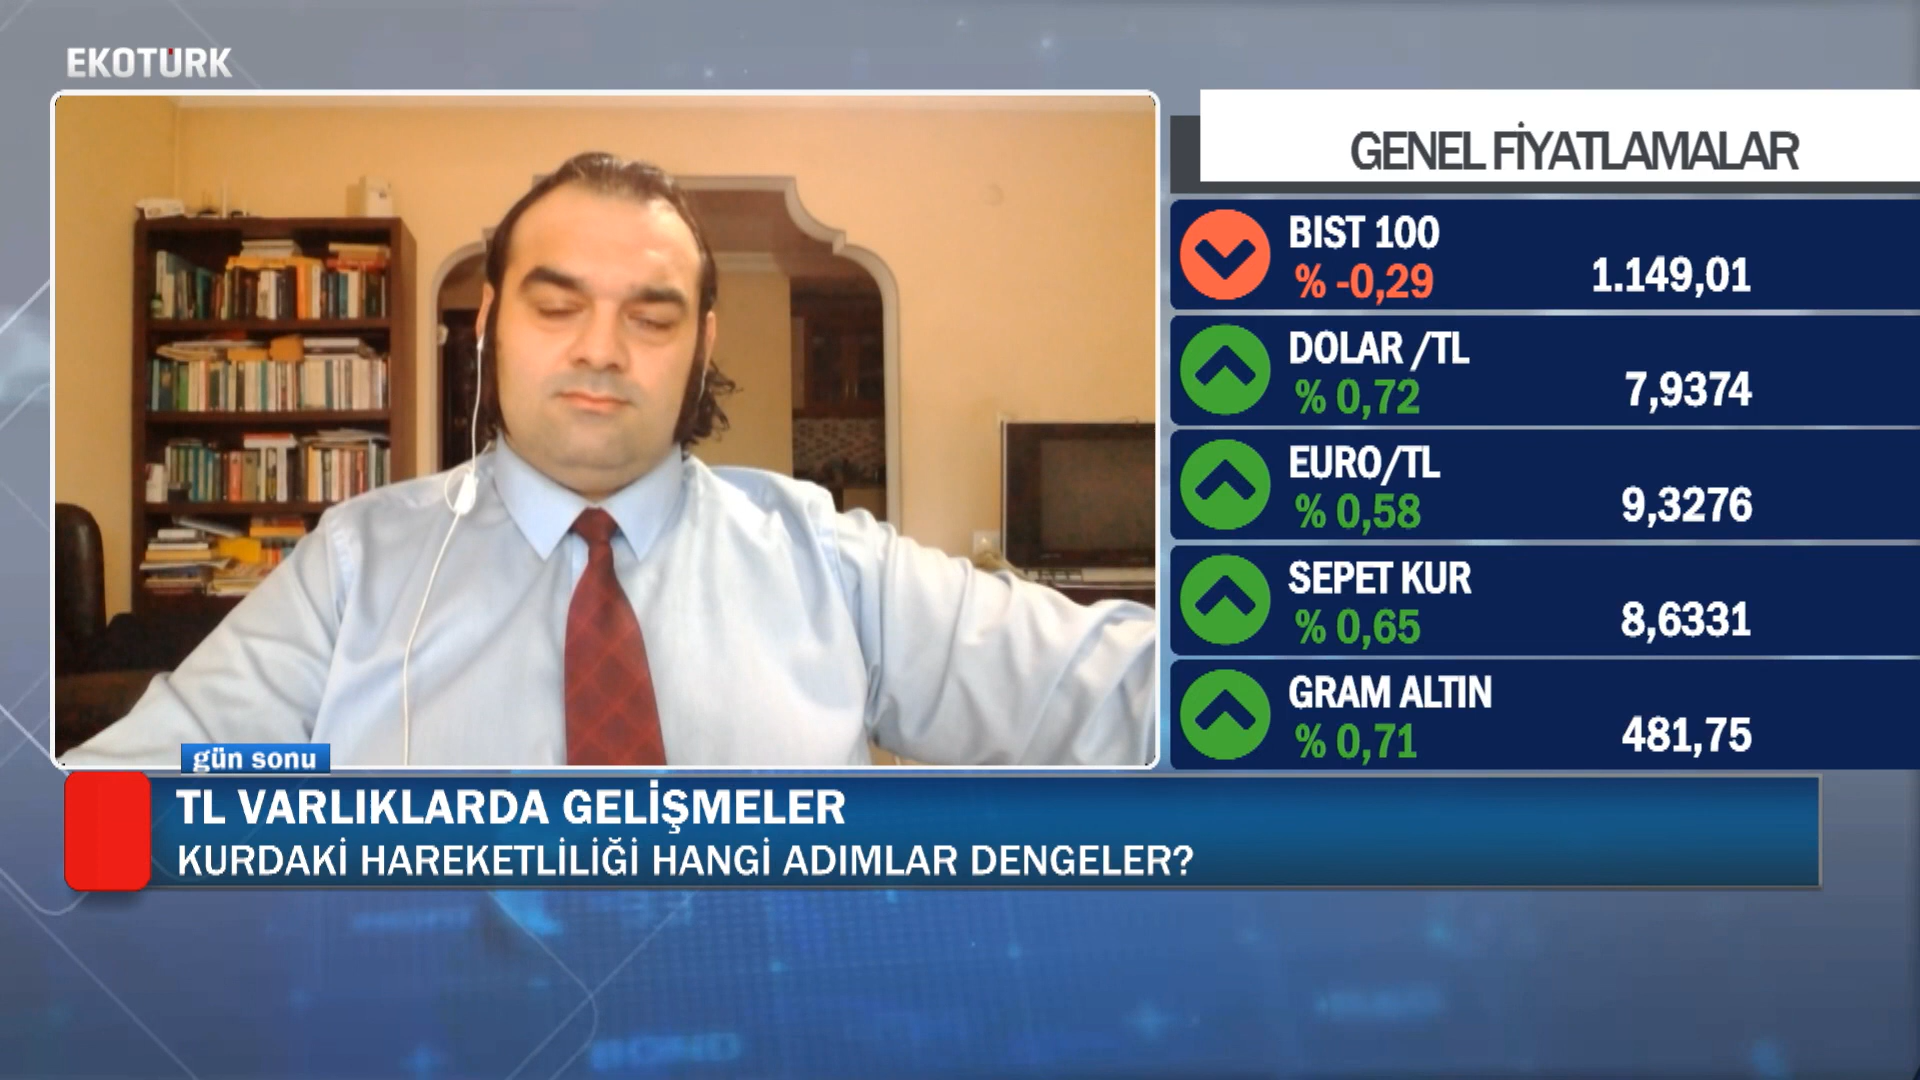 EKOTÜRK
GENEL FİYATLAMALAR
BIST 100
% -0,29
1.149,01
DOLAR /TL
% 0,72
7,9374
EURO/TL
% 0,58
9,3276
SEPET KUR
% 0,65
8,6331
GRAM ALTIN
% 0,71
481,75
gün sonu
TL VARLIKLARDA GELİŞMELER
KURDAKİ HAREKETLİLİĞİ HANGİ ADIMLAR DENGELER?
BOND